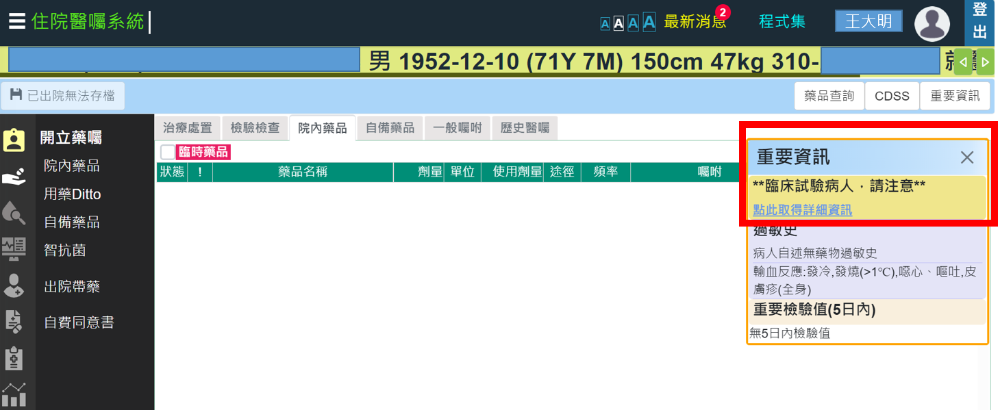 住院醫囑系統
A A A A
最新消息
2
程式集
王大明
登出
男 1952-12-10 (71Y 7M) 150cm 47kg 310-
已出院無法存檔
藥品查詢
CDSS
重要資訊
開立藥囑
院內藥品
用藥Ditto
自備藥品
智抗菌
出院帶藥
自費同意書
治療處置
檢驗檢查
院內藥品
自備藥品
一般囑咐
歷史醫囑
臨時藥品
狀態 ! 藥品名稱 劑量 單位 使用劑量 途徑 頻率 囑咐
重要資訊
**臨床試驗病人，請注意**
點此取得詳細資訊
過敏史
病人自述無藥物過敏史
輸血反應:發冷,發燒(>1℃),噁心、嘔吐,皮
膚疹(全身)
重要檢驗值(5日內)
無5日內檢驗值